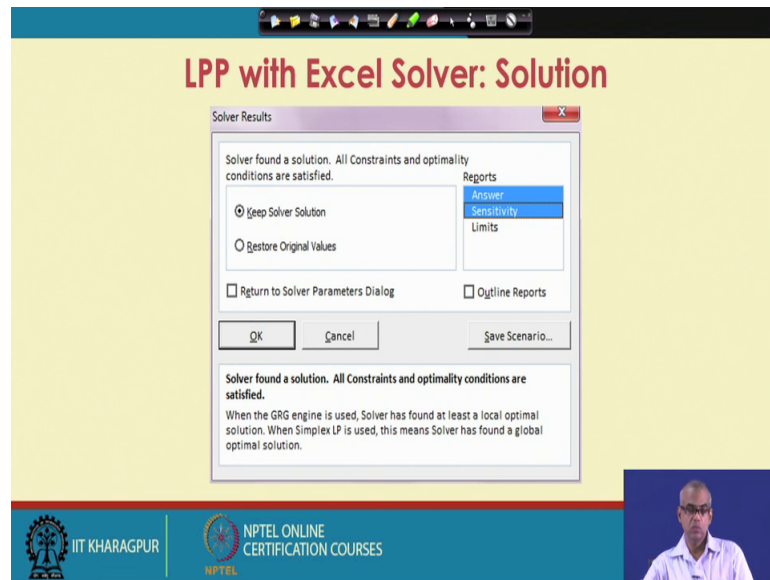 LPP with Excel Solver: Solution
Solver Results
X
Solver found a solution. All Constraints and optimality
conditions are satisfied.
Reports
Answer
Sensitivity
Limits
Keep Solver Solution
Restore Original Values
Return to Solver Parameters Dialog
Outline Reports
OK
Cancel
Save Scenario...
Solver found a solution. All Constraints and optimality conditions are
satisfied.
When the GRG engine is used, Solver has found at least a local optimal
solution. When Simplex LP is used, this means Solver has found a global
optimal solution.
IIT KHARAGPUR
NPTEL
NPTEL ONLINE
CERTIFICATION COURSES